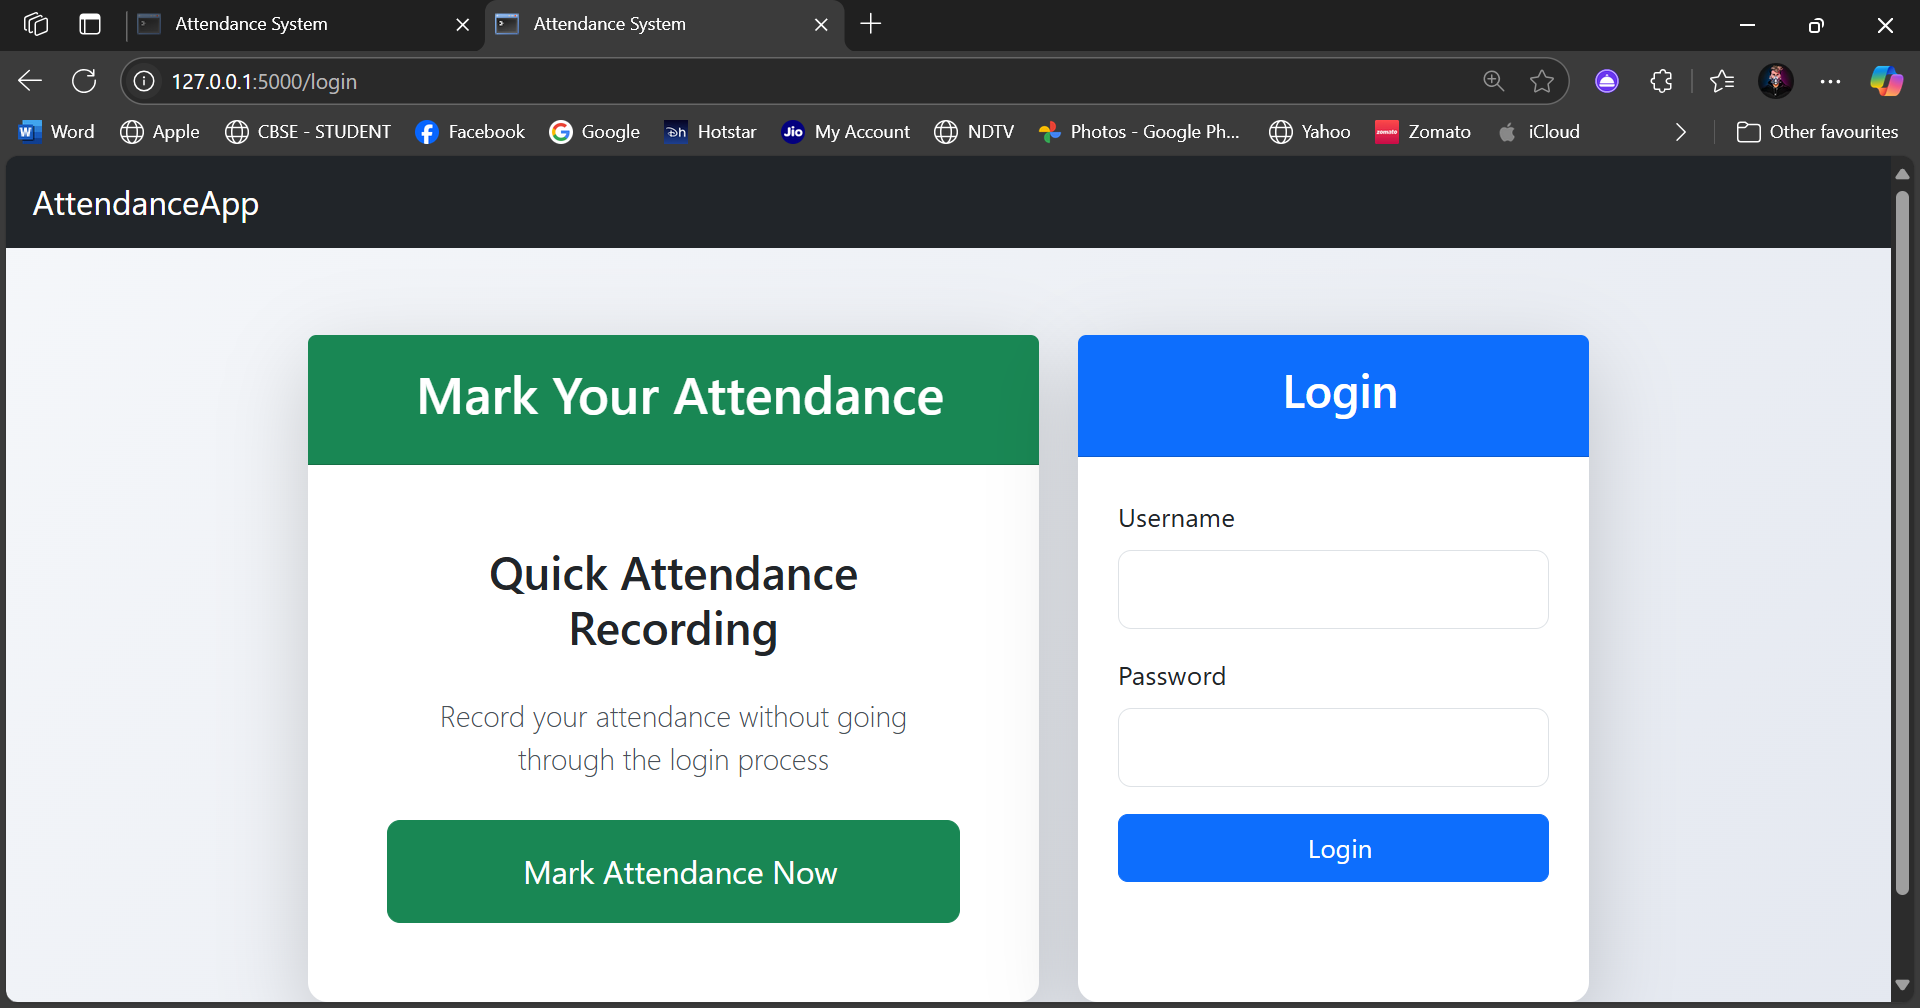 Attendance System
Attendance System
127.0.0.1:5000/login
Word
Apple
CBSE - STUDENT
Facebook
Google
Hotstar
Jio
My Account
NDTV
Photos - Google Ph...
Yahoo
zomato
Zomato
iCloud
Other favourites
AttendanceApp
Mark Your Attendance
Quick Attendance
Recording
Record your attendance without going
through the login process
Mark Attendance Now
Login
Username
Password
Login